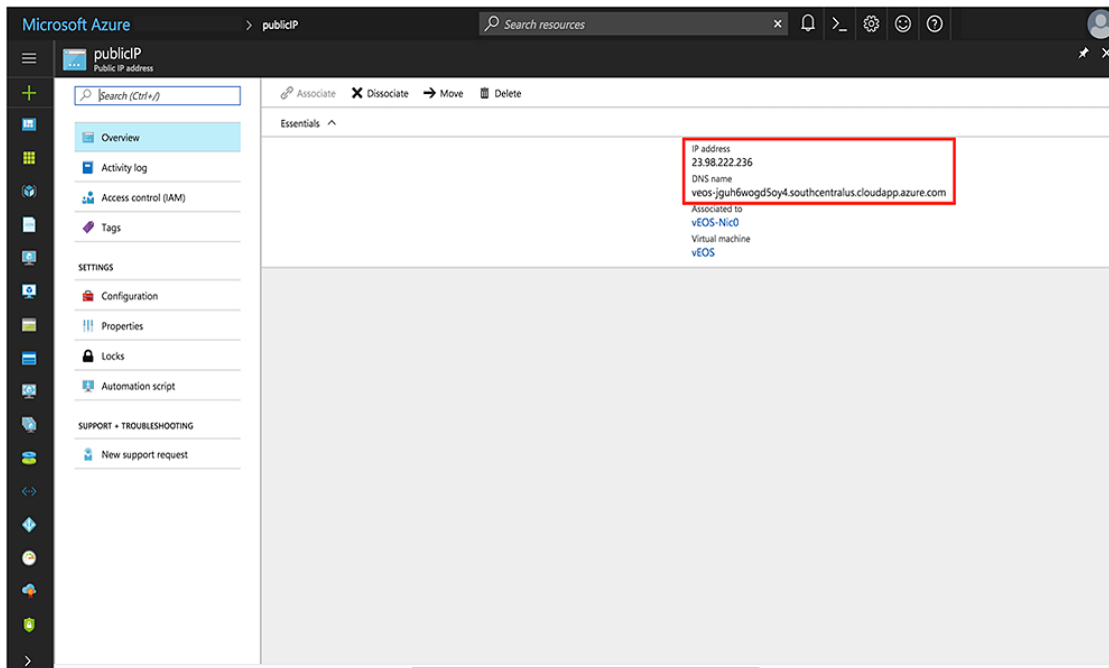 Microsoft Azure > publicIP Search resources
publicIP
Public IP address
Search (Ctrl+/)
Associate Dissociate Move Delete
Essentials
Overview
Activity log
Access control (IAM)
Tags
IP address
23.98.222.236
DNS name
veos-jguh6wogd5oy4.southcentralus.cloudapp.azure.com
Associated to
vEOS-Nic0
Virtual machine
vEOS
SETTINGS
Configuration
Properties
Locks
Automation script
SUPPORT + TROUBLESHOOTING
New support request